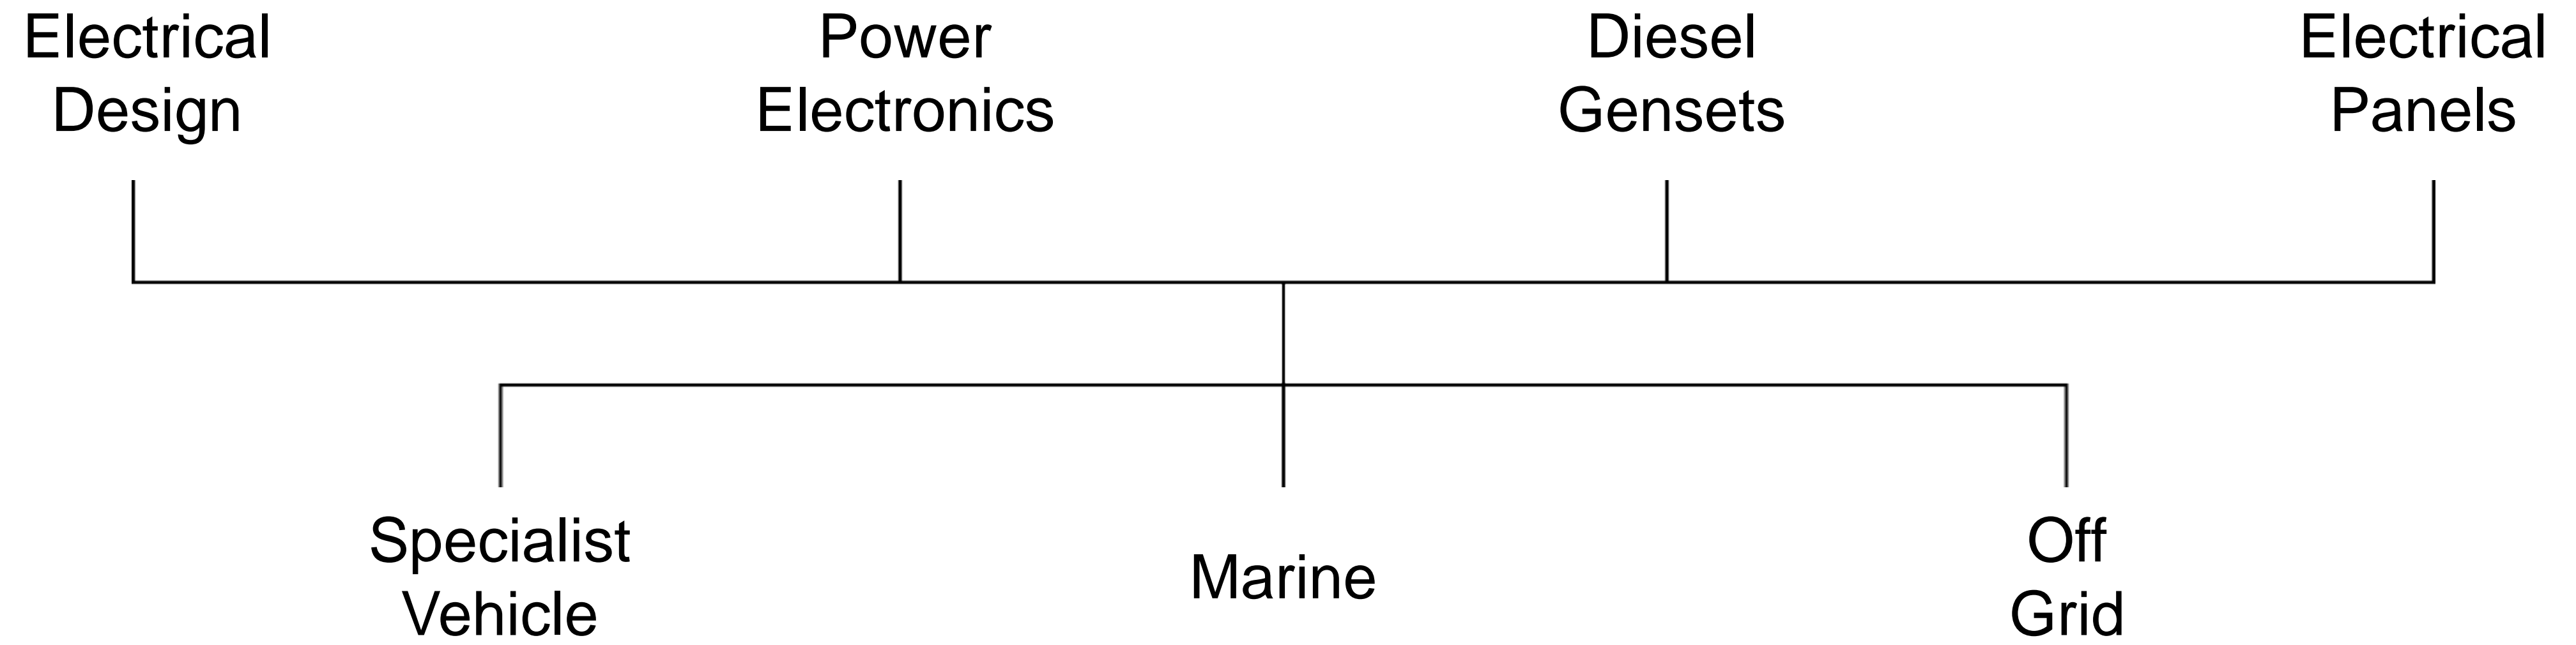 Electrical
Design
Power
Electronics
Diesel
Gensets
Electrical
Panels
Specialist
Vehicle
Marine
Off
Grid